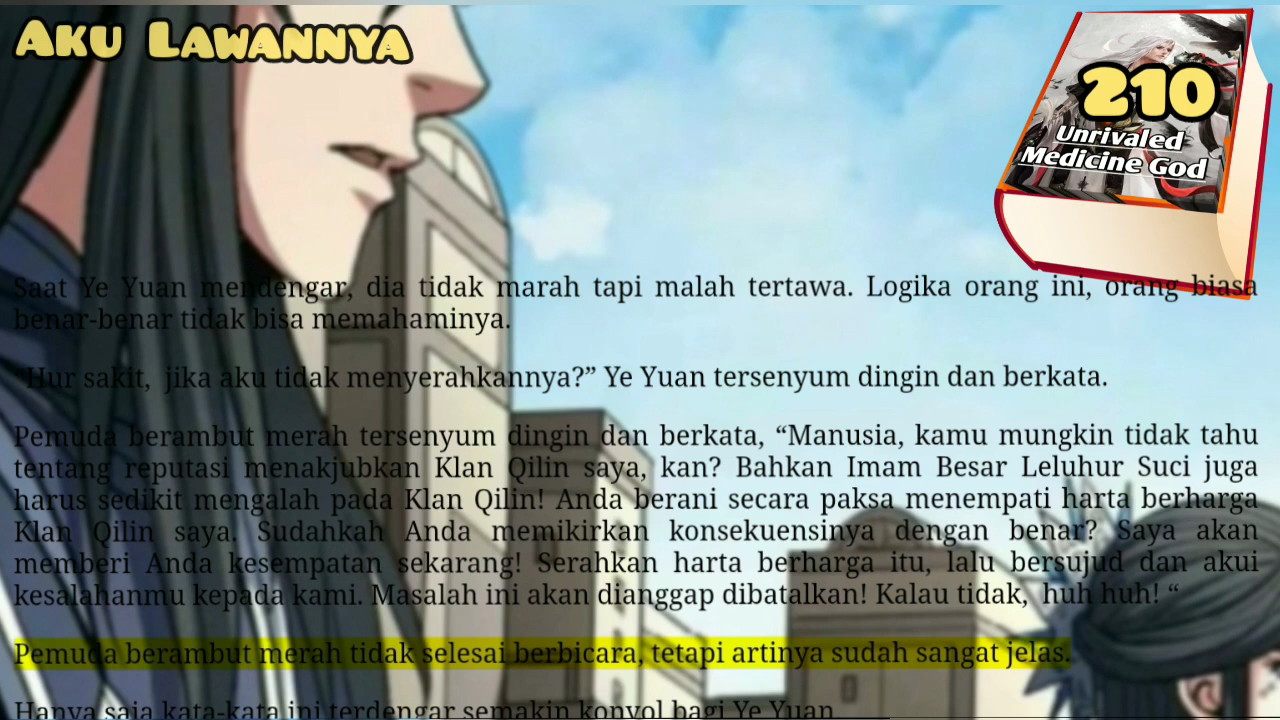 Aku Lawannya
210
Unrivaled
Medicine God
Saat Ye Yuan mendengar, dia tidak marah tapi malah tertawa. Logika orang ini, orang biasa
benar-benar tidak bisa memahaminya.
“Hur sakit, jika aku tidak menyerahkannya?” Ye Yuan tersenyum dingin dan berkata.
Pemuda berambut merah tersenyum dingin dan berkata, “Manusia, kamu mungkin tidak tahu
tentang reputasi menakjubkan Klan Qilin saya, kan? Bahkan Imam Besar Leluhur Suci juga
harus sedikit mengalah pada Klan Qilin! Anda berani secara paksa menempati harta berharga
Klan Qilin saya. Sudahkah Anda memikirkan konsekuensinya dengan benar? Saya akan
memberi Anda kesempatan sekarang! Serahkan harta berharga itu, lalu bersujud dan akui
kesalahanmu kepada kami. Masalah ini akan dianggap dibatalkan! Kalau tidak, huh huh! “
Pemuda berambut merah tidak selesai berbicara, tetapi artinya sudah sangat jelas.
Hanya saja kata-kata ini terdengar semakin konyol bagi Ye Yuan.